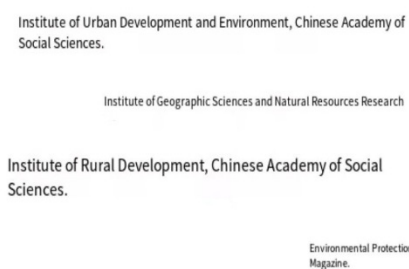 Institute of Urban Development and Environment, Chinese Academy of
Social Sciences.
Institute of Geographic Sciences and Natural Resources Research
Institute of Rural Development, Chinese Academy of Social
Sciences.
Environmental Protection
Magazine.